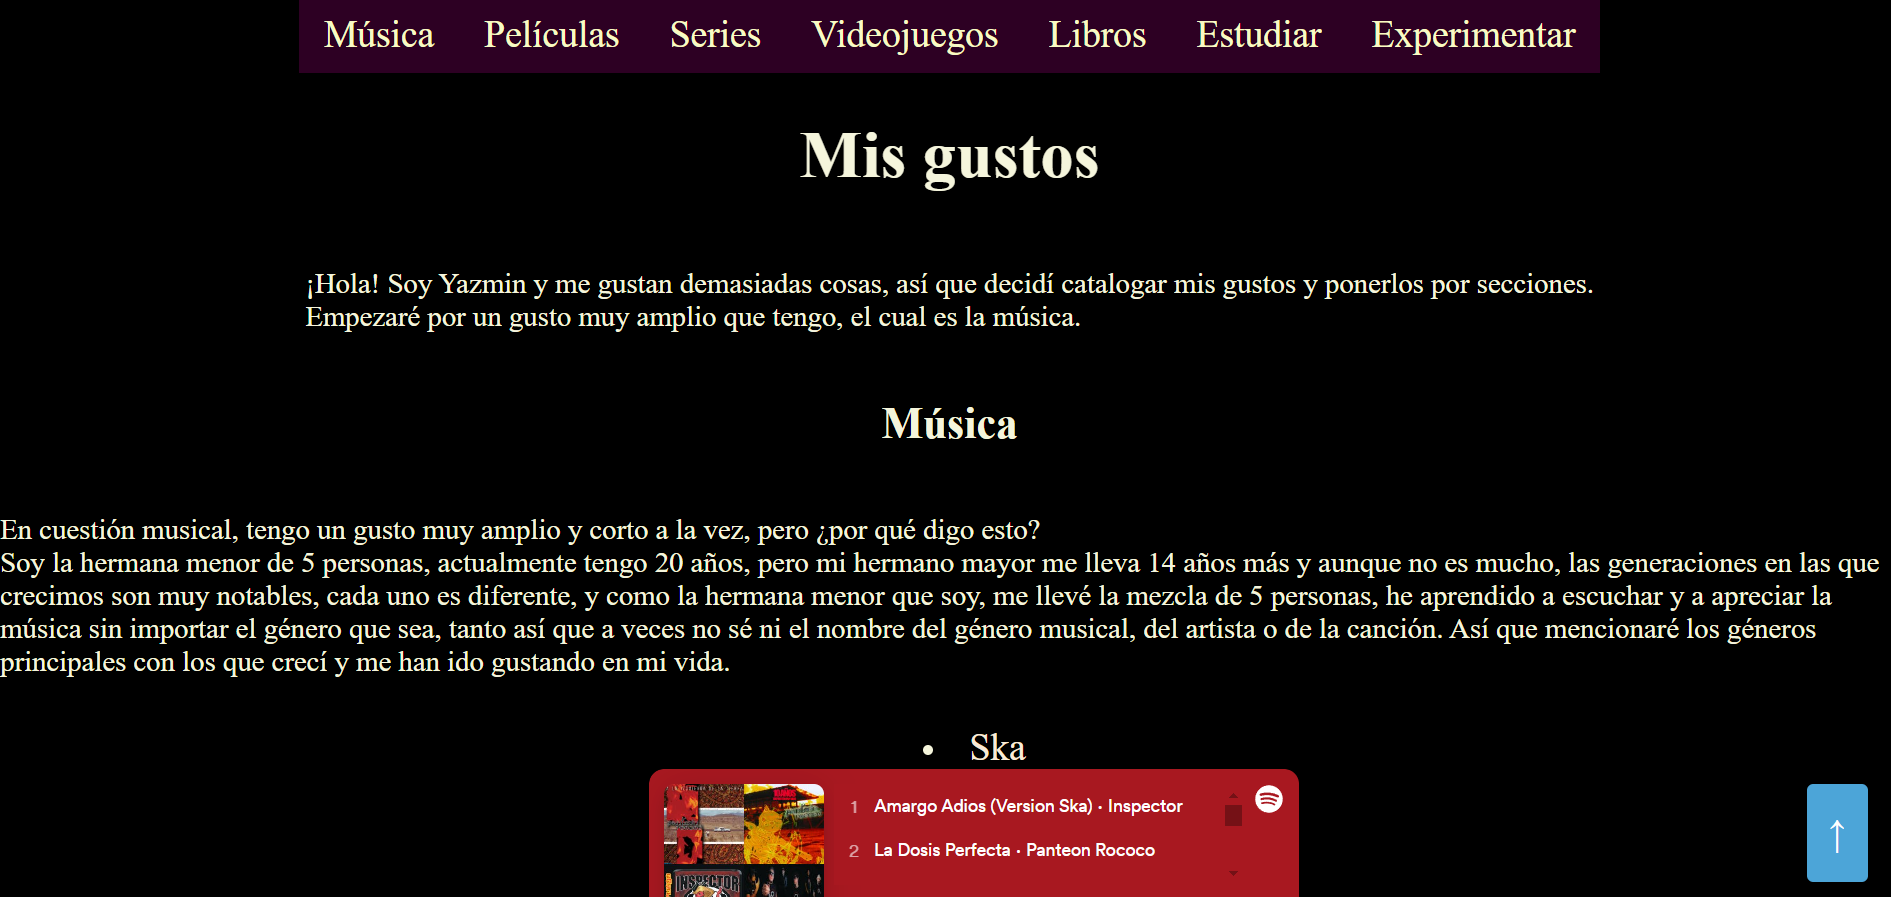 Música Películas Series Videojuegos Libros Estudiar Experimentar
Mis gustos
¡Hola! Soy Yazmin y me gustan demasiadas cosas, así que decidí catalogar mis gustos y ponerlos por secciones.
Empezaré por un gusto muy amplio que tengo, el cual es la música.
Música
En cuestión musical, tengo un gusto muy amplio y corto a la vez, pero ¿por qué digo esto?
Soy la hermana menor de 5 personas, actualmente tengo 20 años, pero mi hermano mayor me lleva 14 años más y aunque no es mucho, las generaciones en las que
crecimos son muy notables, cada uno es diferente, y como la hermana menor que soy, me llevé la mezcla de 5 personas, he aprendido a escuchar y a apreciar la
música sin importar el género que sea, tanto así que a veces no sé ni el nombre del género musical, del artista o de la canción. Así que mencionaré los géneros
principales con los que crecí y me han ido gustando en mi vida.
• Ska
1 Amargo Adios (Version Ska) · Inspector
2 La Dosis Perfecta · Panteon Rococo
INSPECTOR
↑